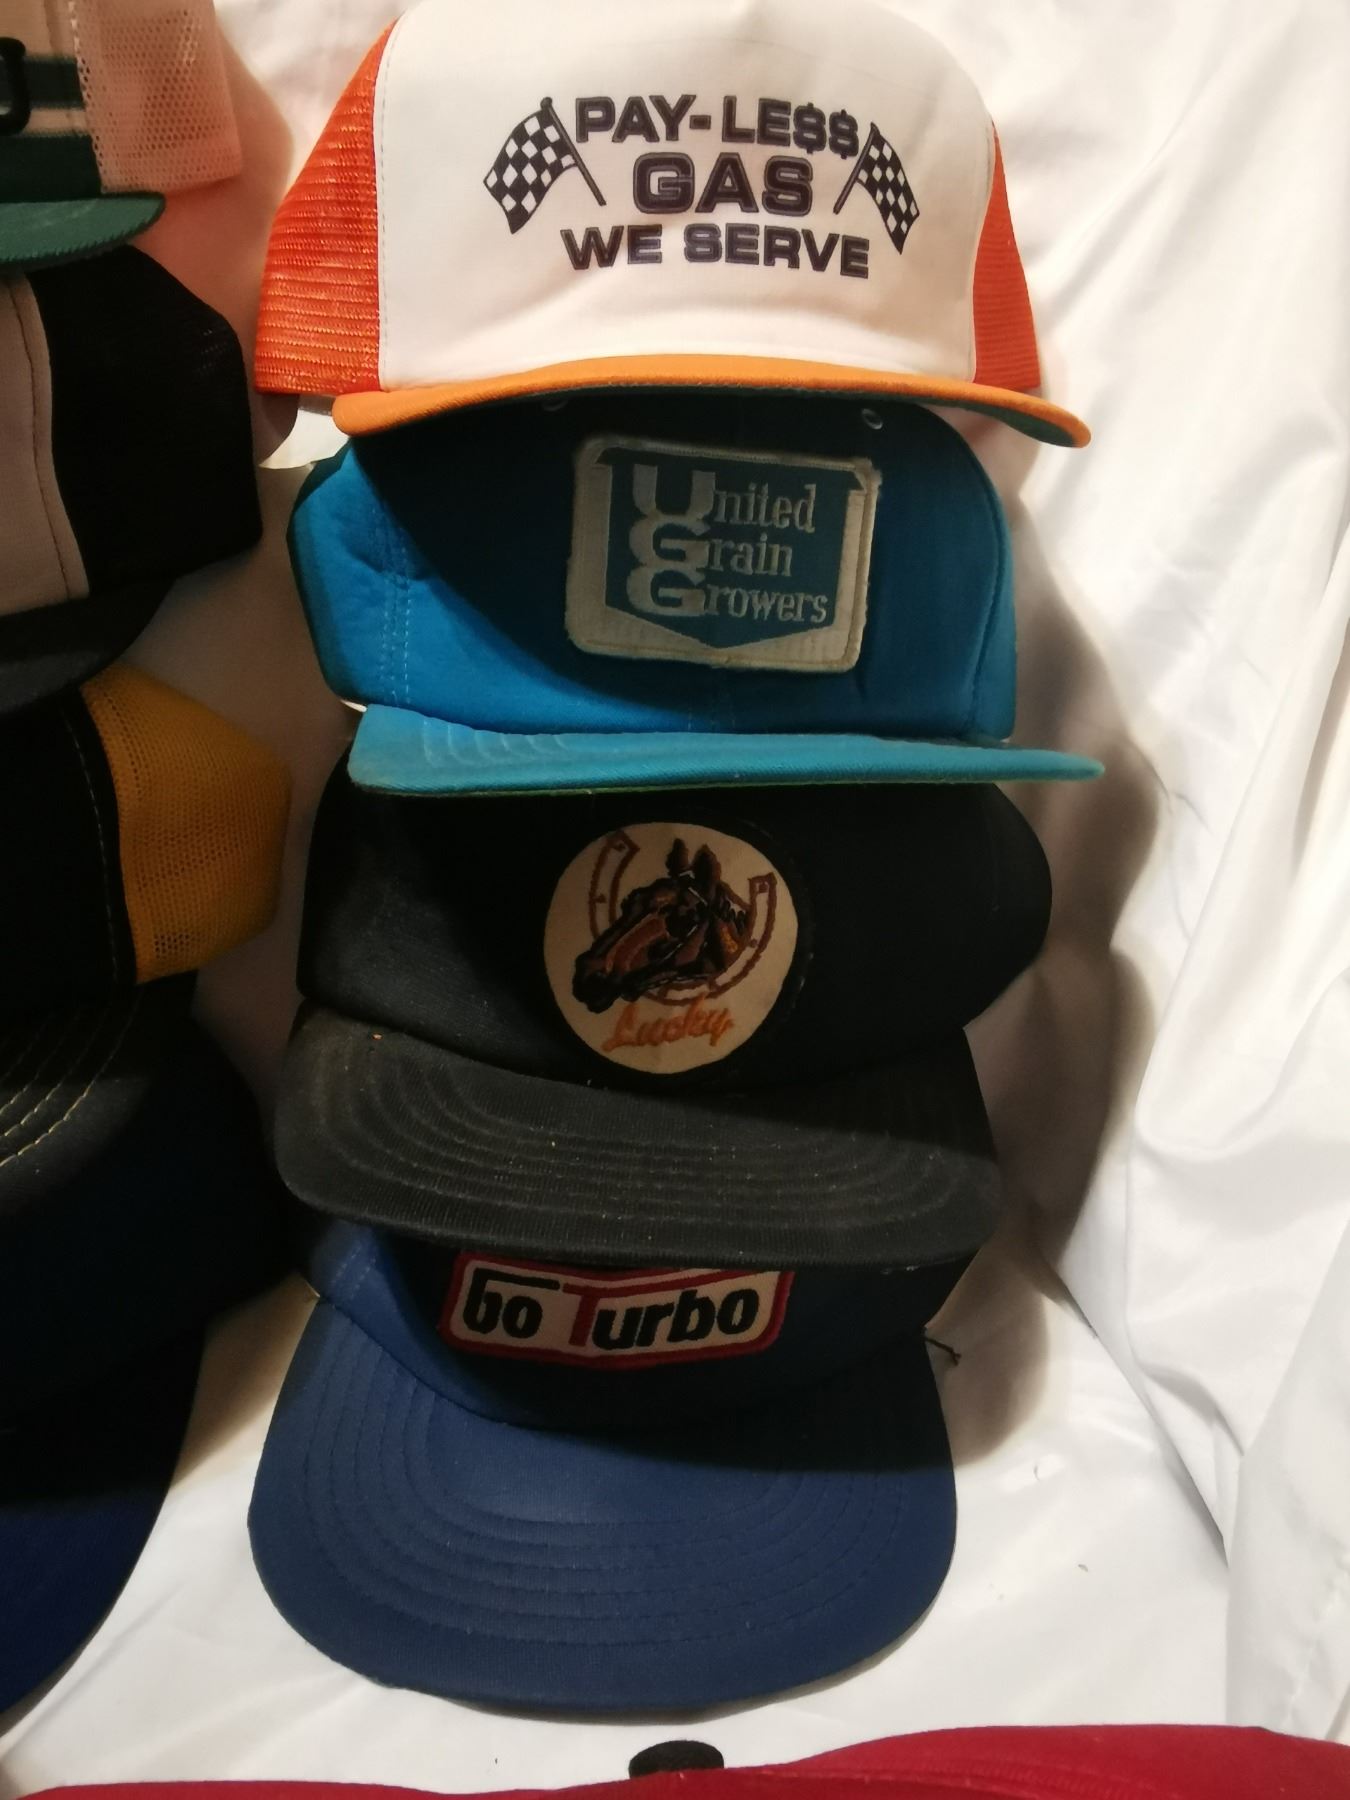 PAY-LE$$
GAS
WE SERVE
United
Grain
Growers
Lucky
Go Turbo